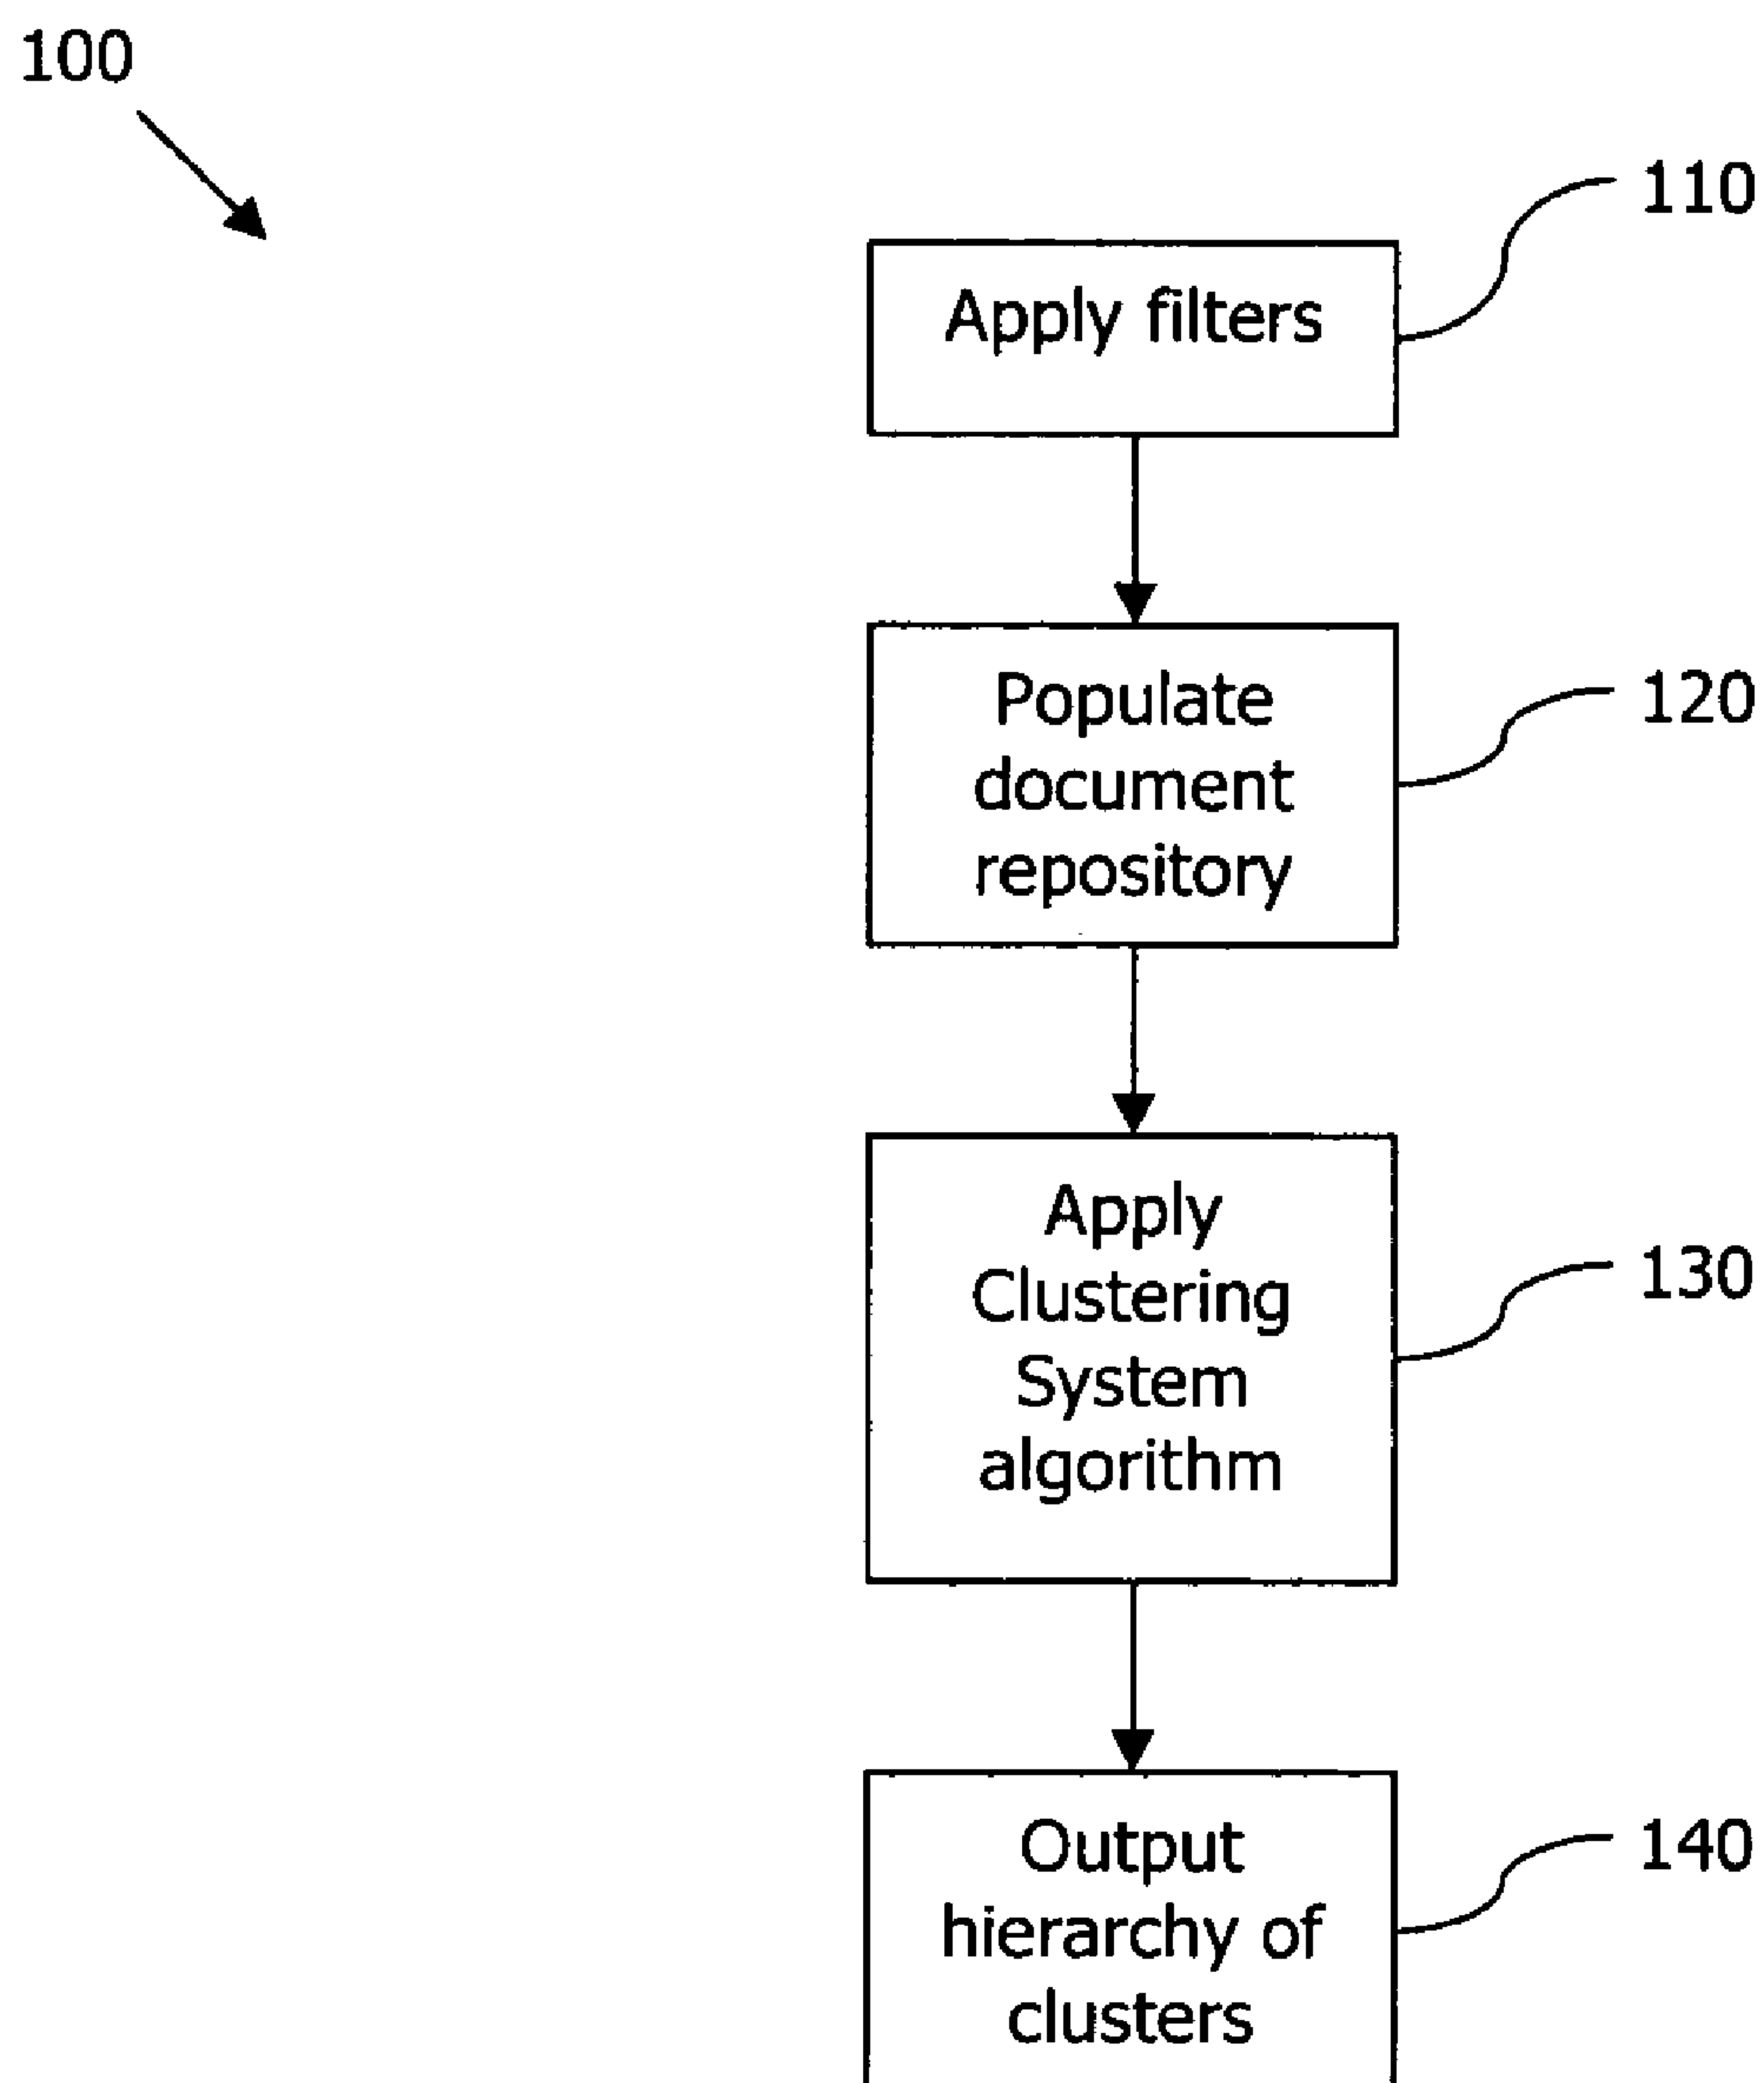 100
110
Apply filters
Populate
document
repository
120
Apply
Clustering
System
algorithm
130
Output
hierarchy of
clusters
140